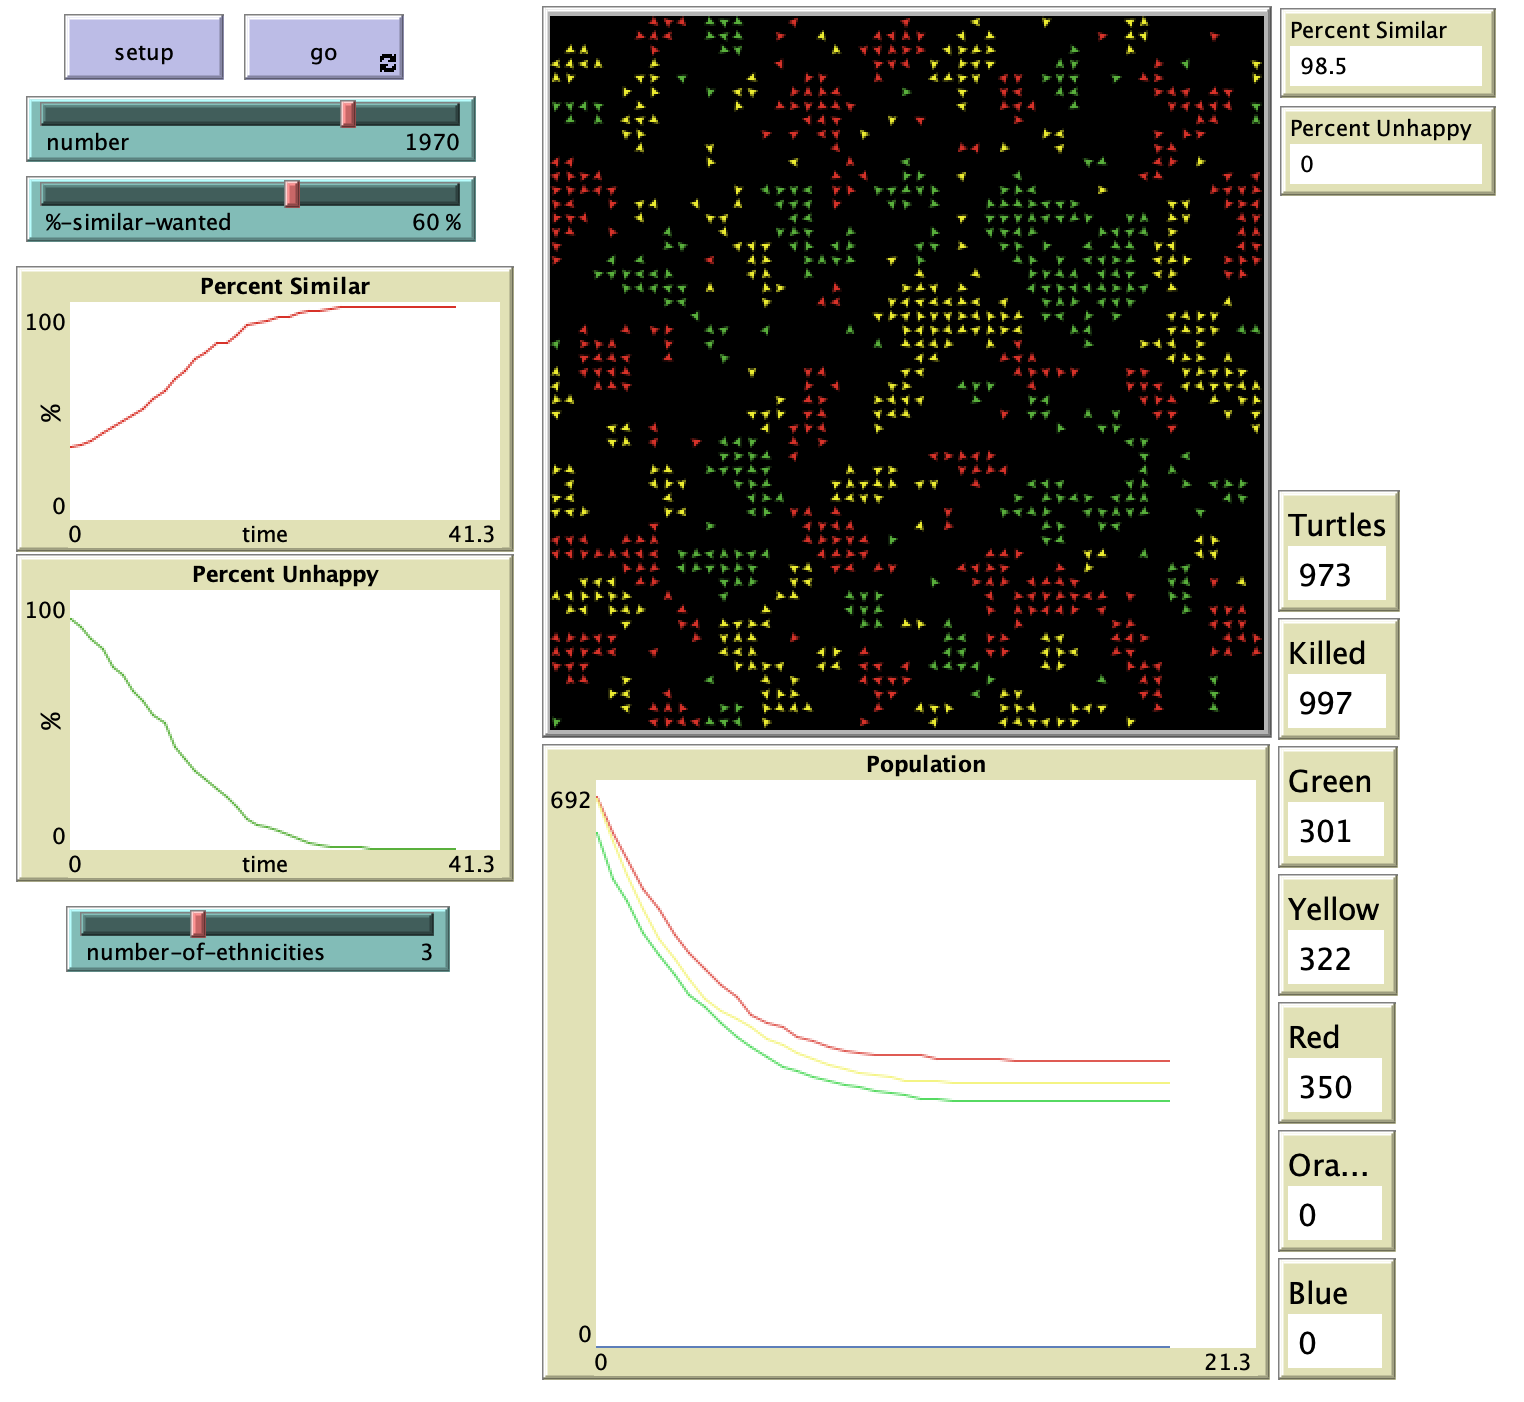 setup
go
number 1970
%-similar-wanted 60 %
Percent Similar
100
%
0
0 time 41.3
Percent Unhappy
100
%
0
0 time 41.3
number-of-ethnicities 3
Percent Similar
98.5
Percent Unhappy
0
Population
692
0
0 21.3
Turtles
973
Killed
997
Green
301
Yellow
322
Red
350
Ora...
0
Blue
0